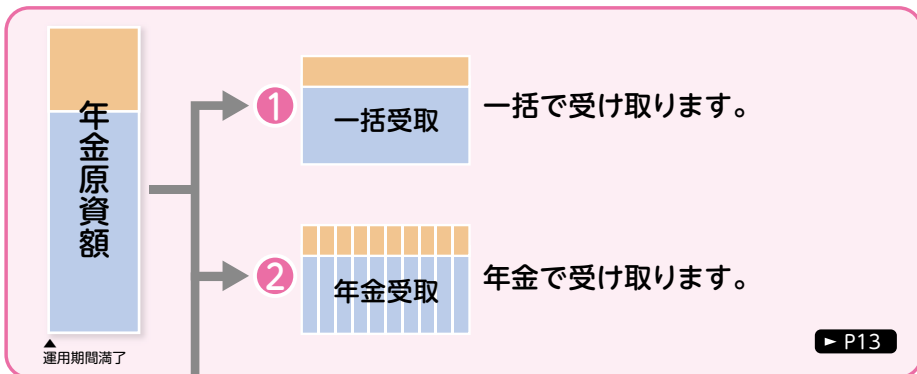 年金原資額
▲
運用期間満了
❶
一括受取
一括で受け取ります。
❷
年金受取
年金で受け取ります。
► P13